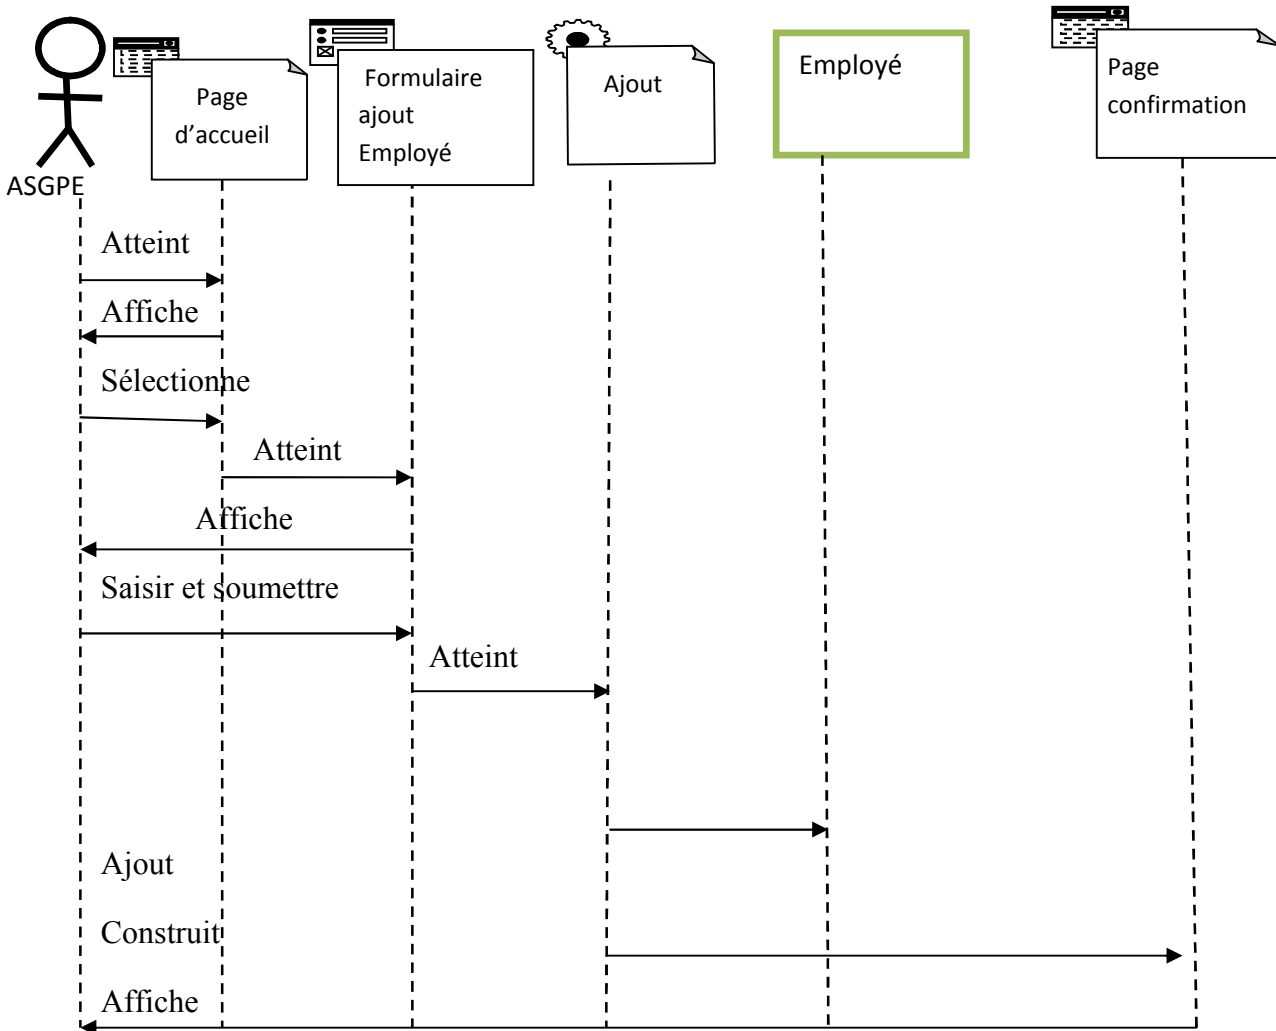 Page
d’accueil
Formulaire
ajout
Employé
Ajout
Employé
Page
confirmation
ASGPE
Atteint
Affiche
Sélectionne
Atteint
Affiche
Saisir et soumettre
Atteint
Ajout
Construit
Affiche